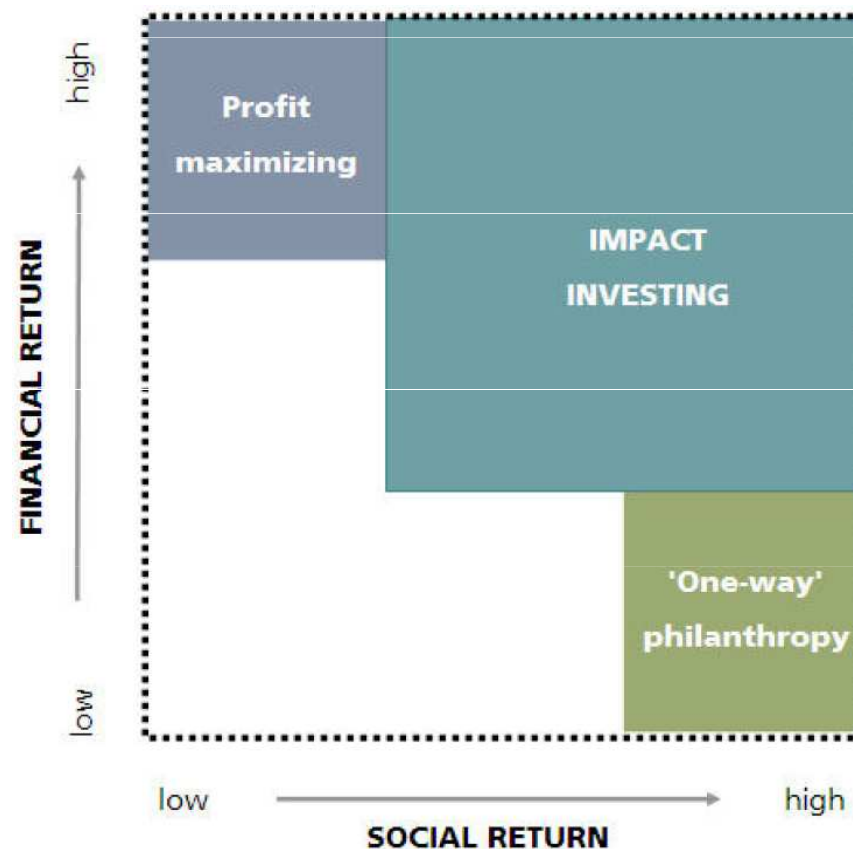 high
Profit
maximizing
IMPACT
INVESTING
FINANCIAL RETURN
'One-way'
philanthropy
low
low
high
SOCIAL RETURN